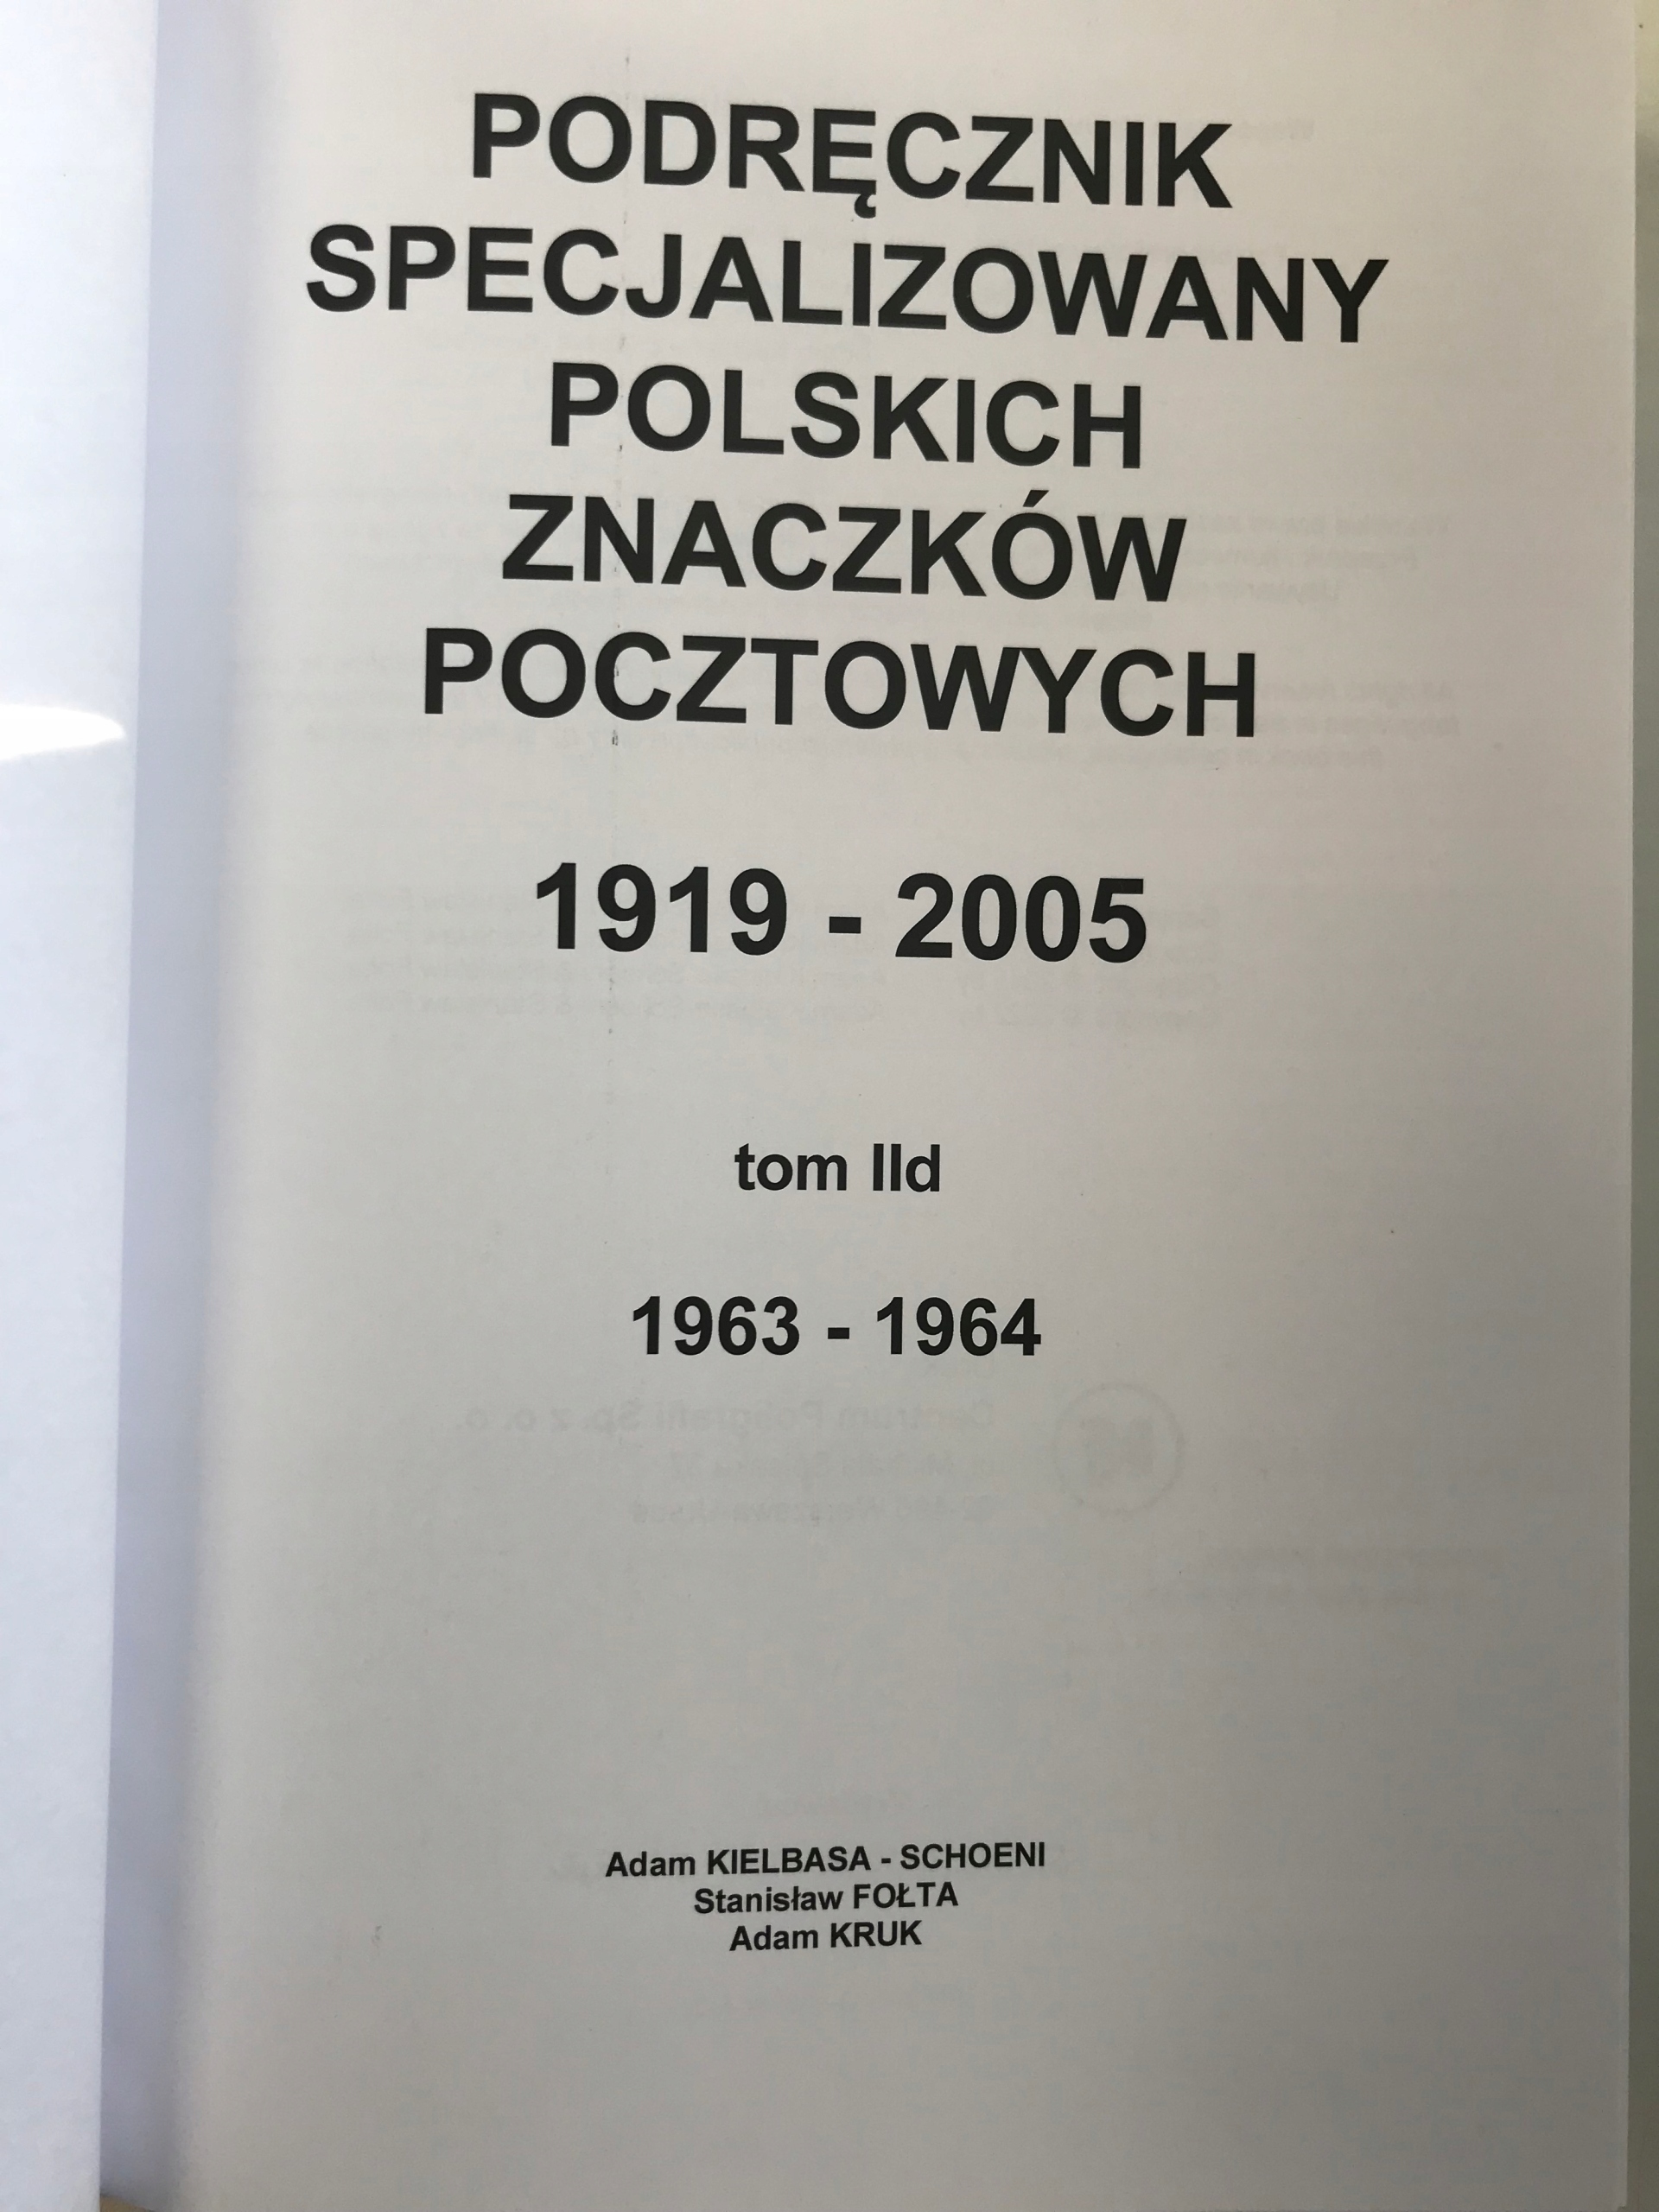 PODRĘCZNIK
SPECJALIZOWANY
POLSKICH
ZNACZKÓW
POCZTOWYCH
1919 - 2005
tom IId
1963 - 1964
Adam KIELBASA - SCHOENI
Stanisław FOŁTA
Adam KRUK